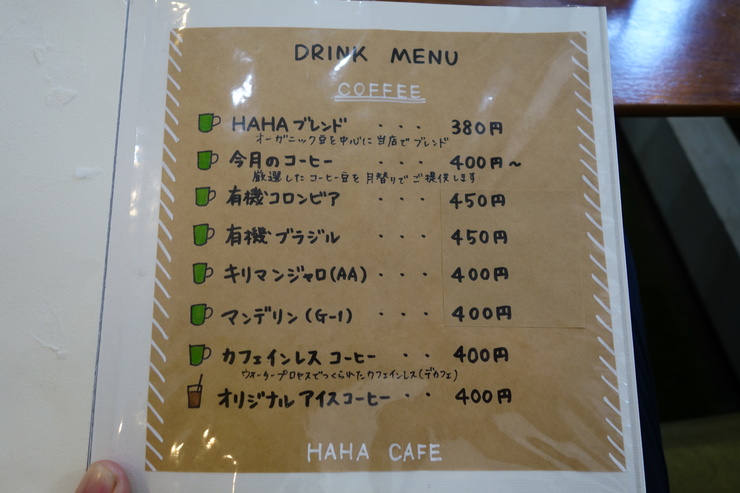 DRINK MENU
COFFEE
HAHAブレンド ・・・ 380円
オーガニック豆を中心に当店でブレンド
今月のコーヒー ・・・ 400円〜
厳選したコーヒー豆を月替りでご提供します
有機コロンビア ・・・ 450円
有機ブラジル ・・・ 450円
キリマンジャロ(AA) ・・・ 400円
マンデリン(G-1) ・・・ 400円
カフェインレスコーヒー ・・ 400円
ウォータープロセスでつくられたカフェインレス(デカフェ)
オリジナルアイスコーヒー ・・ 400円
HAHA CAFE